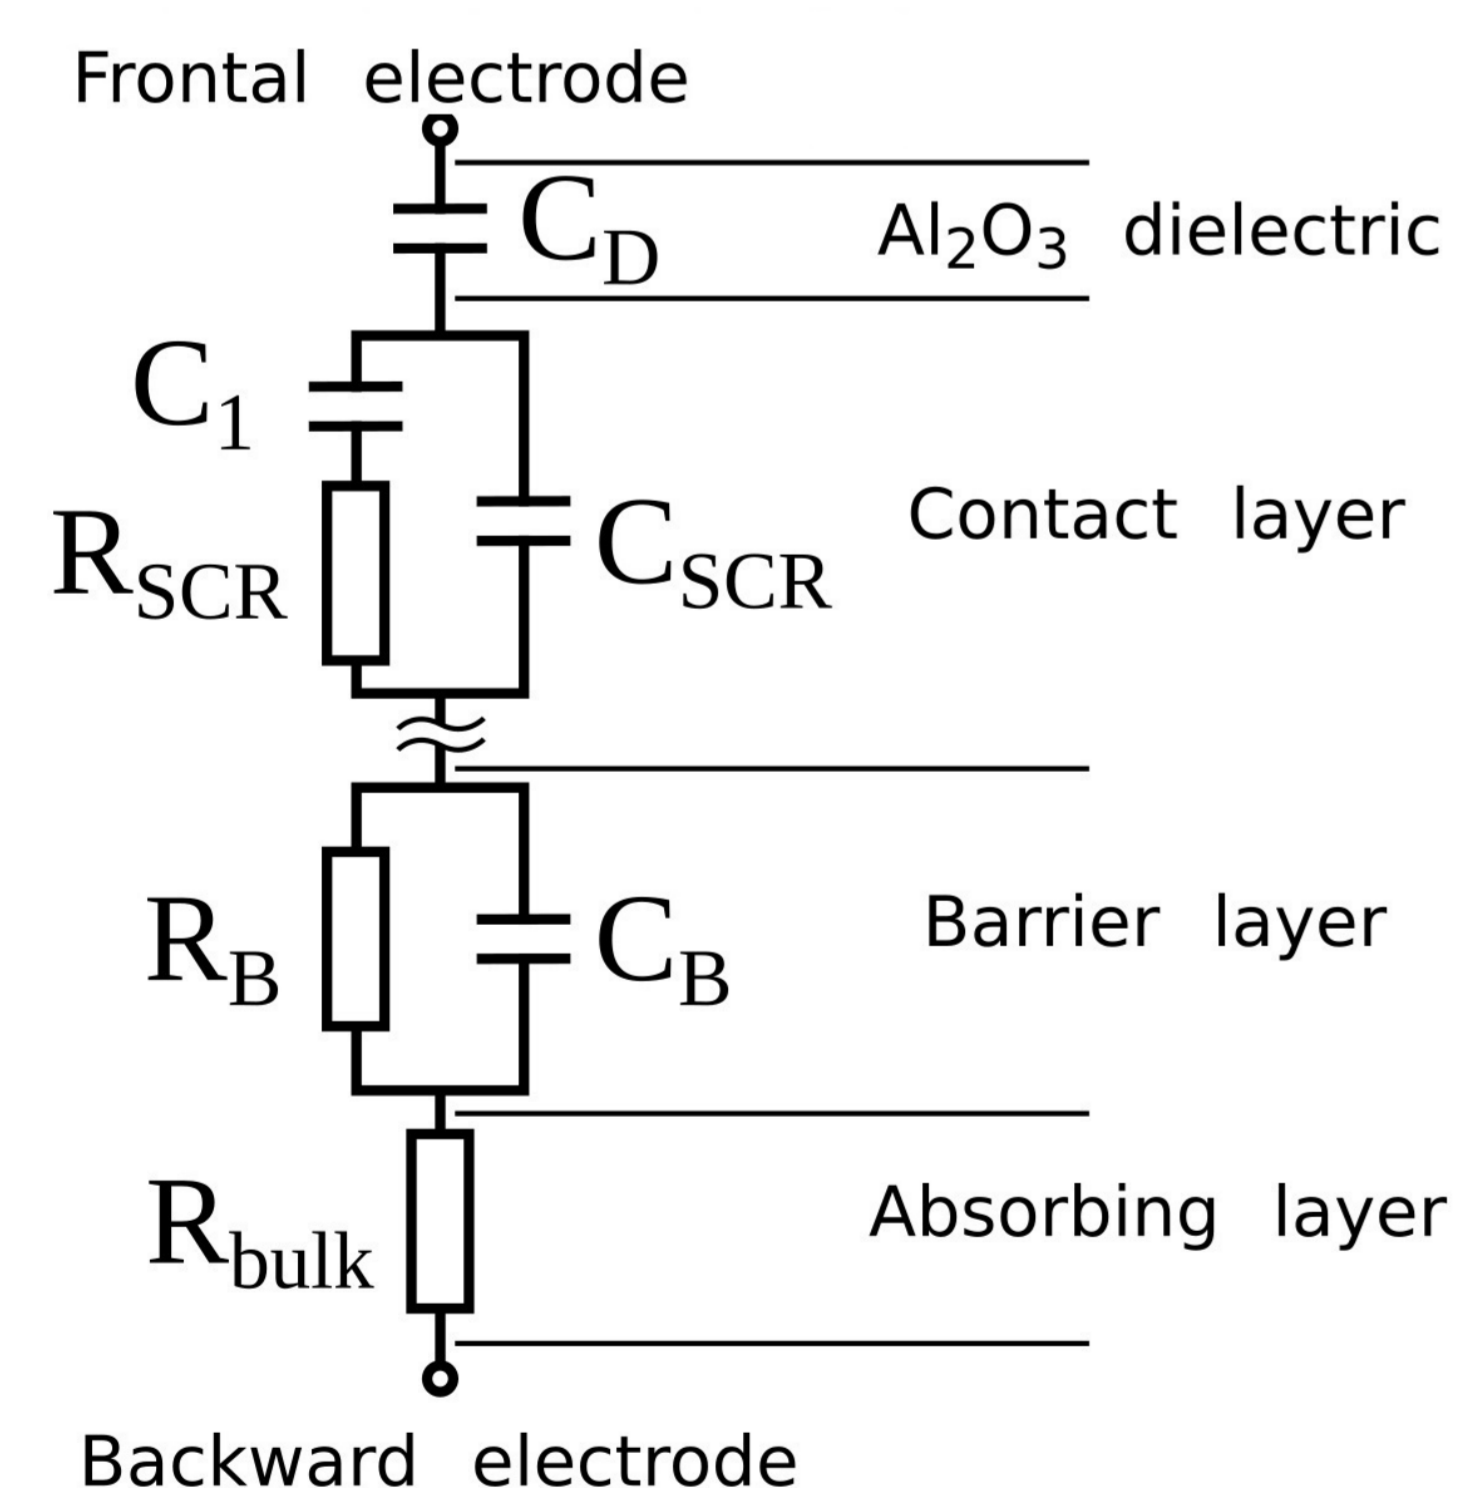 Frontal electrode
C_D
Al₂O₃ dielectric
C₁
R_SCR
C_SCR
Contact layer
R_B
C_B
Barrier layer
R_bulk
Absorbing layer
Backward electrode